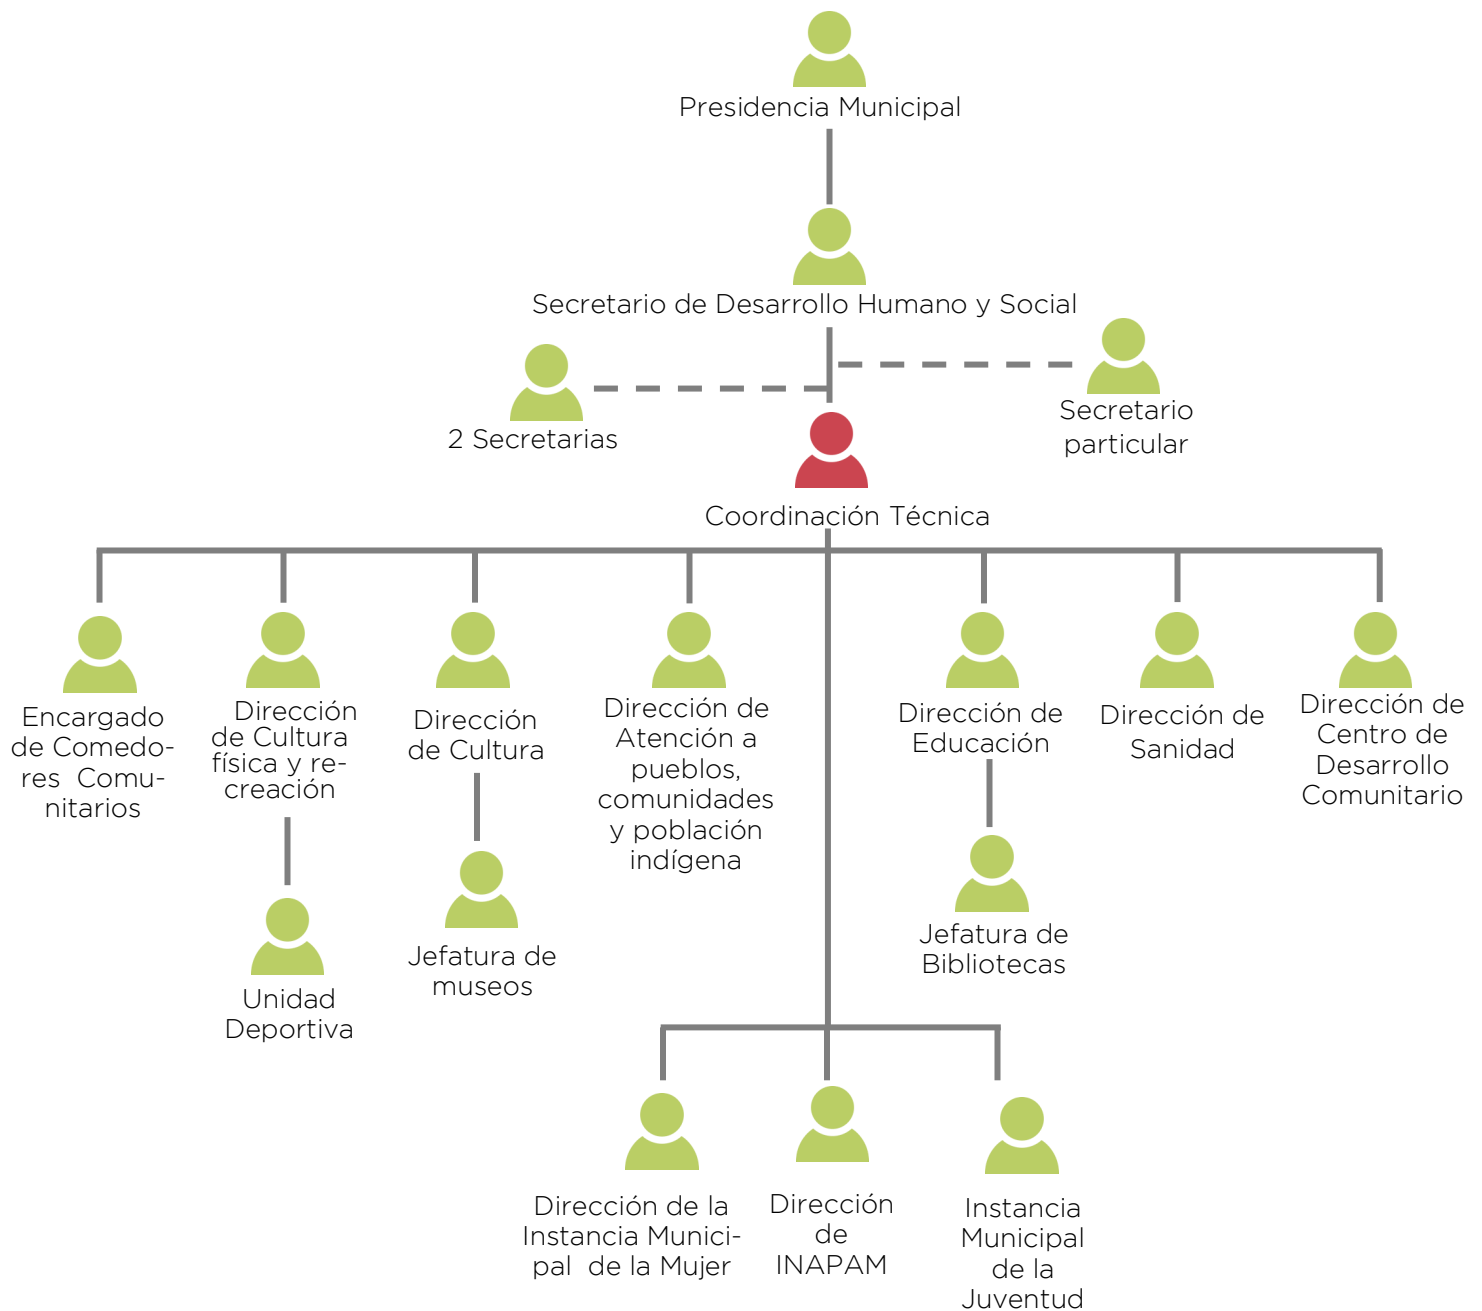 Presidencia Municipal
Secretario de Desarrollo Humano y Social
2 Secretarias
Secretario
particular
Coordinación Técnica
Encargado
de Comedo-
res Comu-
nitarios
Dirección
de Cultura
física y re-
creación
Dirección
de Cultura
Dirección de
Atención a
pueblos,
comunidades
y población
indígena
Dirección de
Educación
Dirección de
Sanidad
Dirección de
Centro de
Desarrollo
Comunitario
Unidad
Deportiva
Jefatura de
museos
Jefatura de
Bibliotecas
Dirección de la
Instancia Munici-
pal de la Mujer
Dirección
de
INAPAM
Instancia
Municipal
de la
Juventud